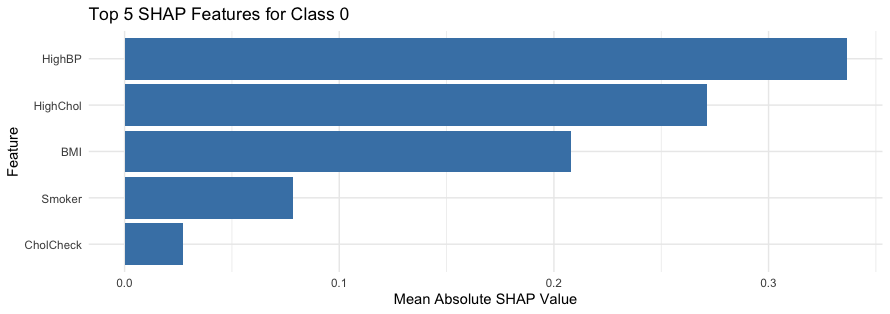 Top 5 SHAP Features for Class 0
Feature
HighBP
HighChol
BMI
Smoker
CholCheck
0.0 0.1 0.2 0.3
Mean Absolute SHAP Value